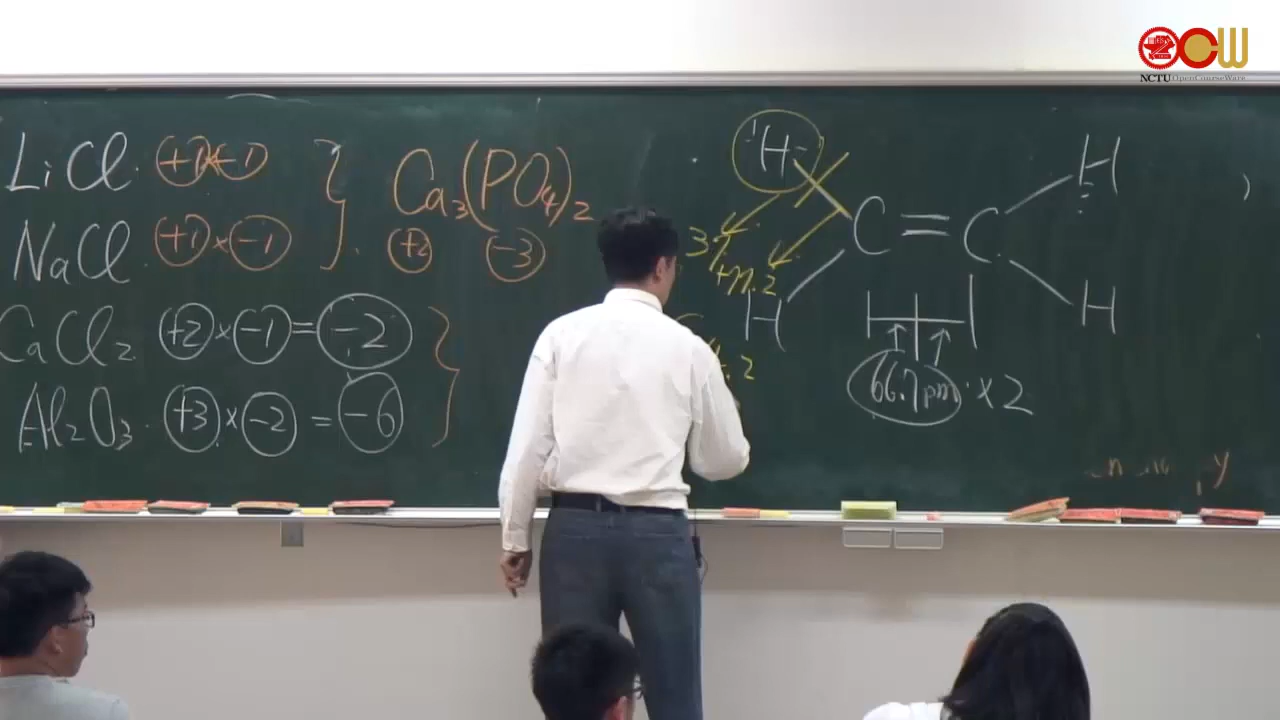 NCTU OpenCourseWare
LiCl. +1 × -1
NaCl. +1 × -1
CaCl2. +2 × -1 = -2
Al2O3. +3 × -2 = -6
Ca3(PO4)2
+2 -3
H H
C = C
H H
66.7pm × 2